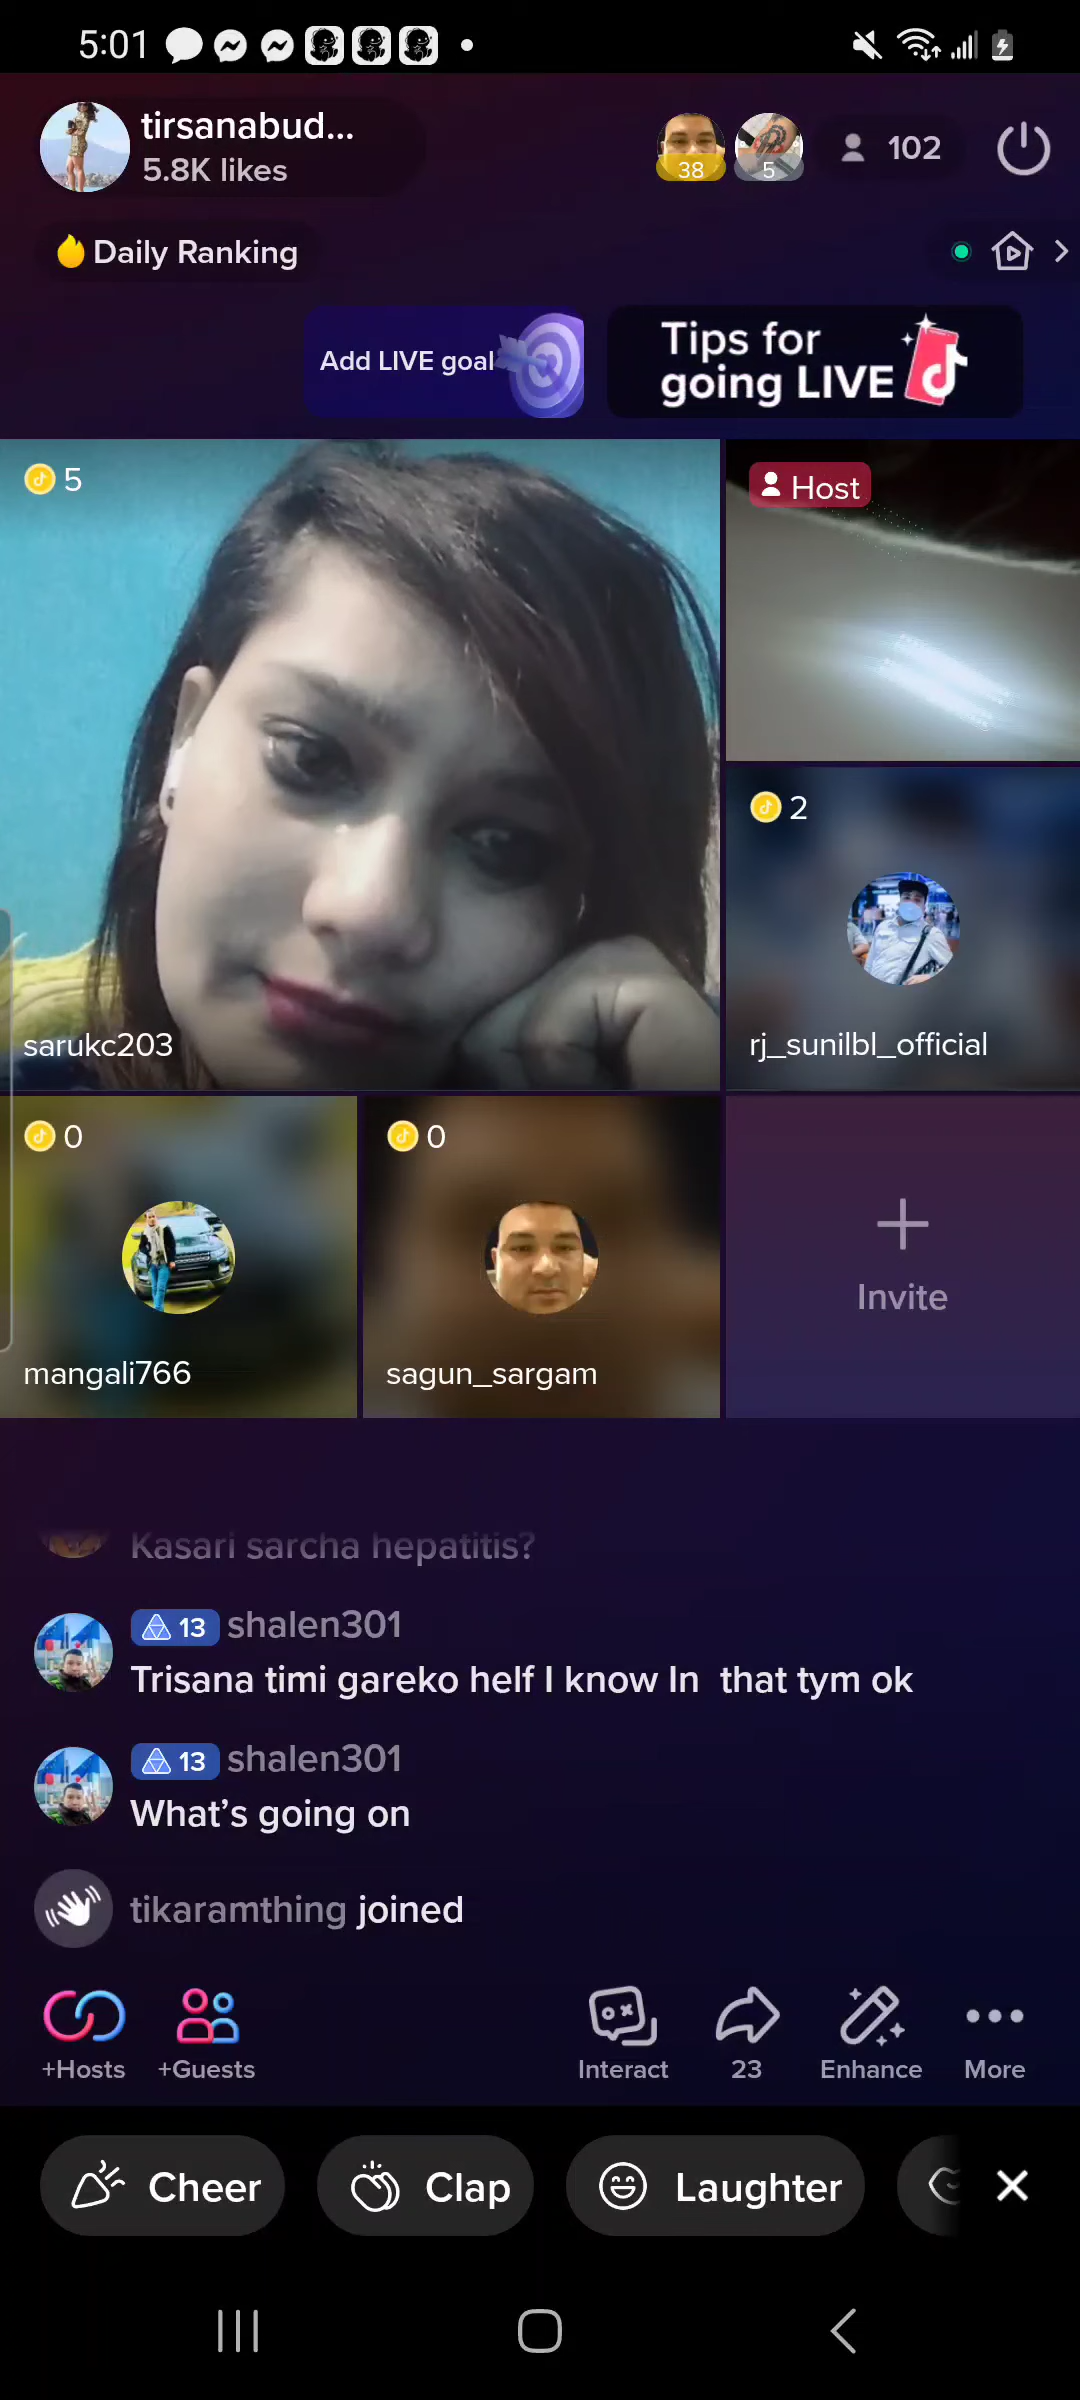 5:01
tirsanabud...
5.8K likes
38
5
102
Daily Ranking
Add LIVE goal
Tips for
going LIVE
5
Host
2
sarukc203
rj_sunilbl_official
0
0
mangali766
sagun_sargam
Invite
Kasari sarcha hepatitis?
13 shalen301
Trisana timi gareko helf I know In that tym ok
13 shalen301
What's going on
tikaramthing joined
+Hosts
+Guests
Interact
23
Enhance
More
Cheer
Clap
Laughter